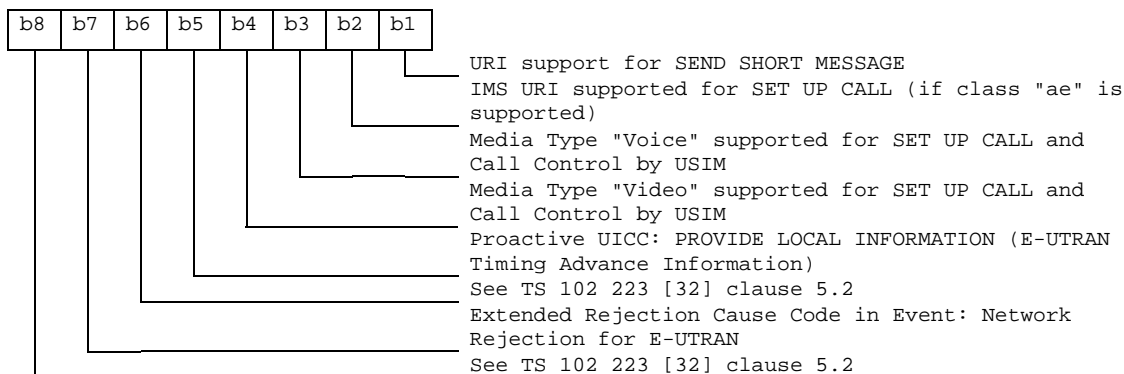 b8 b7 b6 b5 b4 b3 b2 b1
URI support for SEND SHORT MESSAGE
IMS URI supported for SET UP CALL (if class "ae" is
supported)
Media Type "Voice" supported for SET UP CALL and
Call Control by USIM
Media Type "Video" supported for SET UP CALL and
Call Control by USIM
Proactive UICC: PROVIDE LOCAL INFORMATION (E-UTRAN
Timing Advance Information)
See TS 102 223 [32] clause 5.2
Extended Rejection Cause Code in Event: Network
Rejection for E-UTRAN
See TS 102 223 [32] clause 5.2